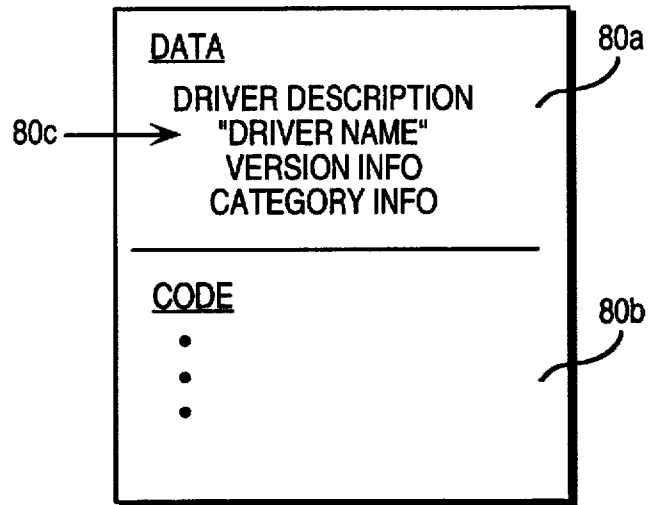 DATA
80a
DRIVER DESCRIPTION
80c
"DRIVER NAME"
VERSION INFO
CATEGORY INFO
CODE
80b